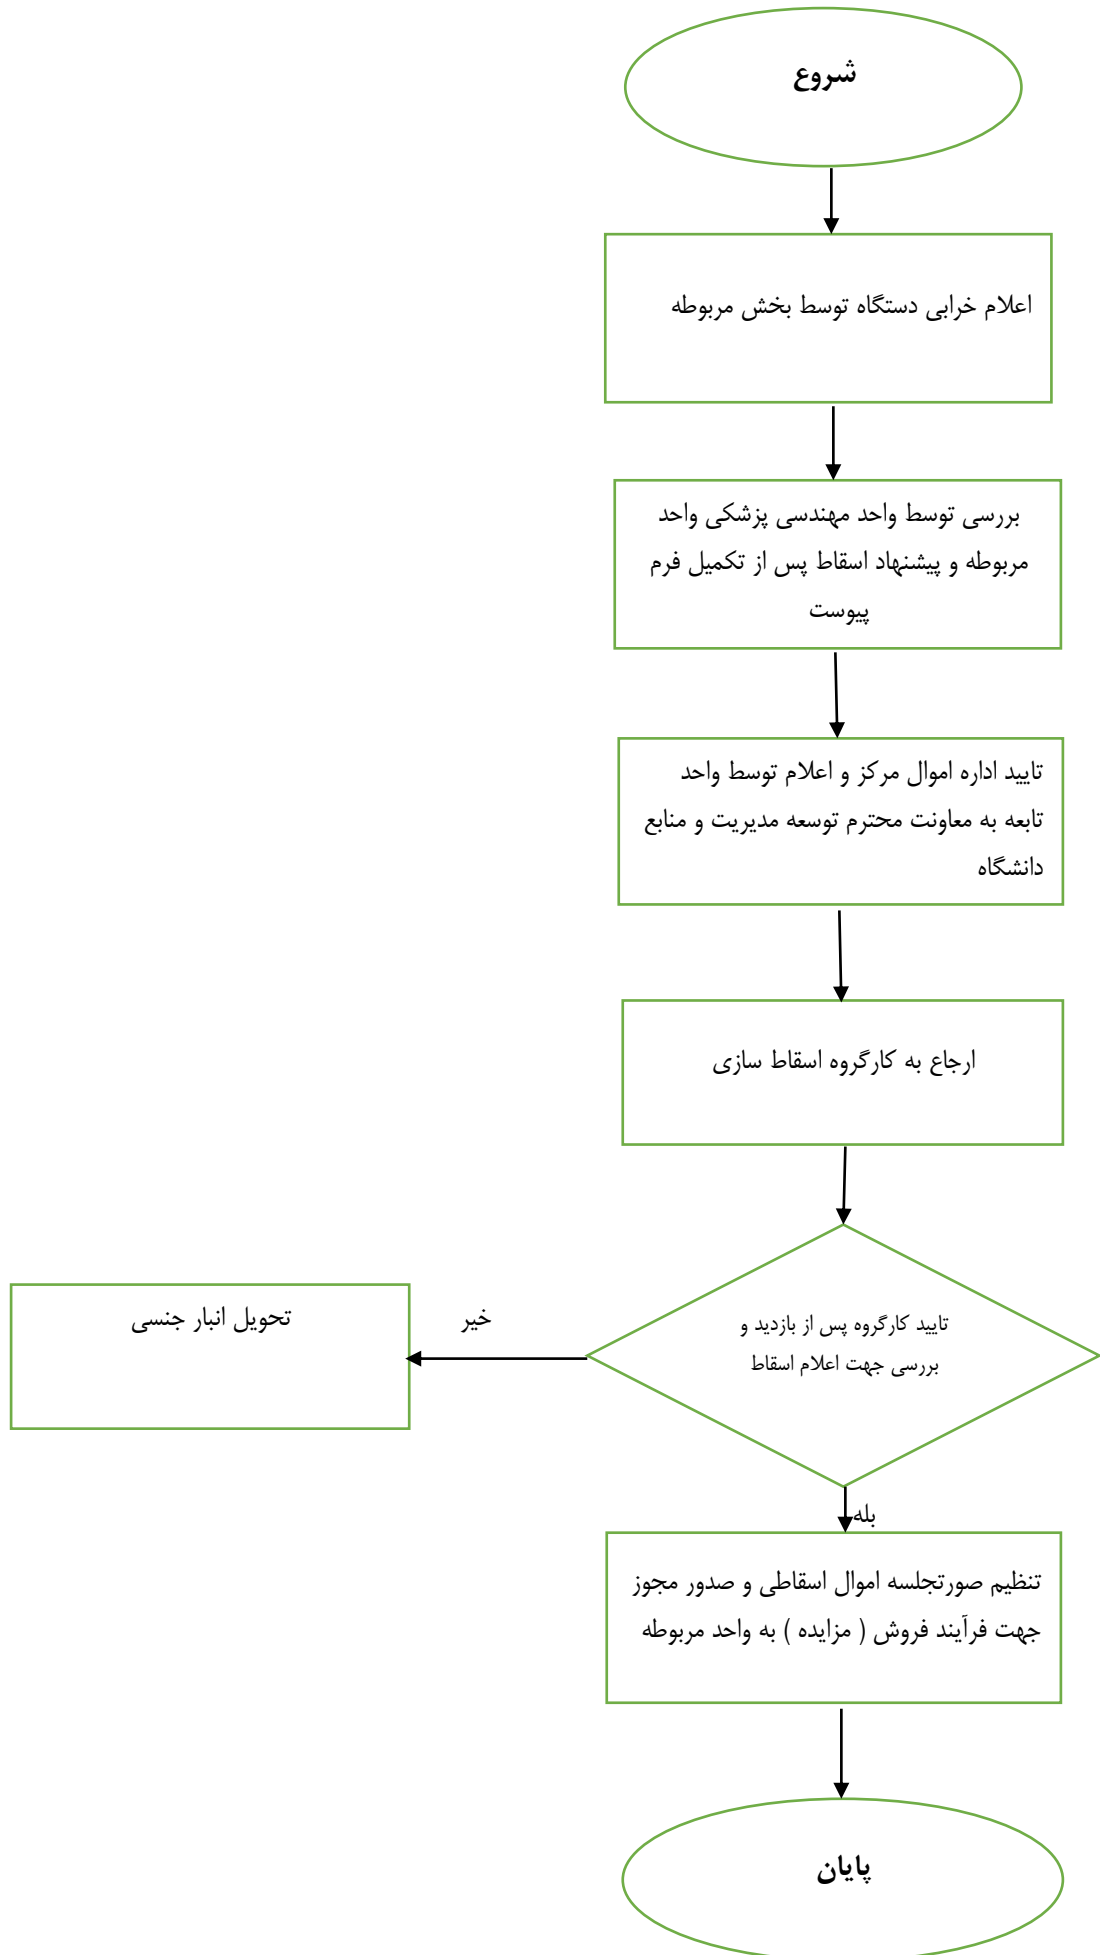 شروع
اعلام خرابی دستگاه توسط بخش مربوطه
بررسی توسط واحد مهندسی پزشکی واحد
مربوطه و پیشنهاد اسقاط پس از تکمیل فرم
پیوست
تایید اداره اموال مرکز و اعلام توسط واحد
تابعه به معاونت محترم توسعه مدیریت و منابع
دانشگاه
ارجاع به کارگروه اسقاط سازی
تایید کارگروه پس از بازدید و
بررسی جهت اعلام اسقاط
خیر
تحویل انبار جنسی
بله
تنظیم صورتجلسه اموال اسقاطی و صدور مجوز
جهت فرآیند فروش ( مزایده ) به واحد مربوطه
پایان